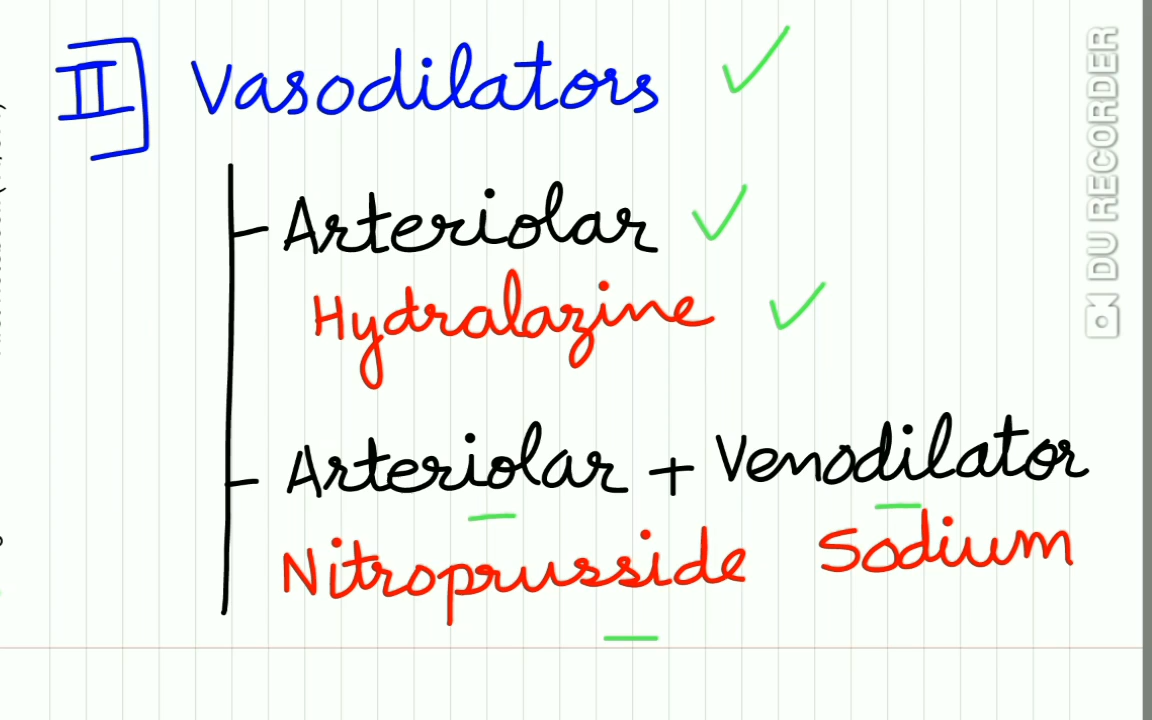 II] Vasodilators ✓
- Arteriolar ✓
Hydralazine ✓
- Arteriolar + Venodilator
Nitroprusside Sodium
DU RECORDER